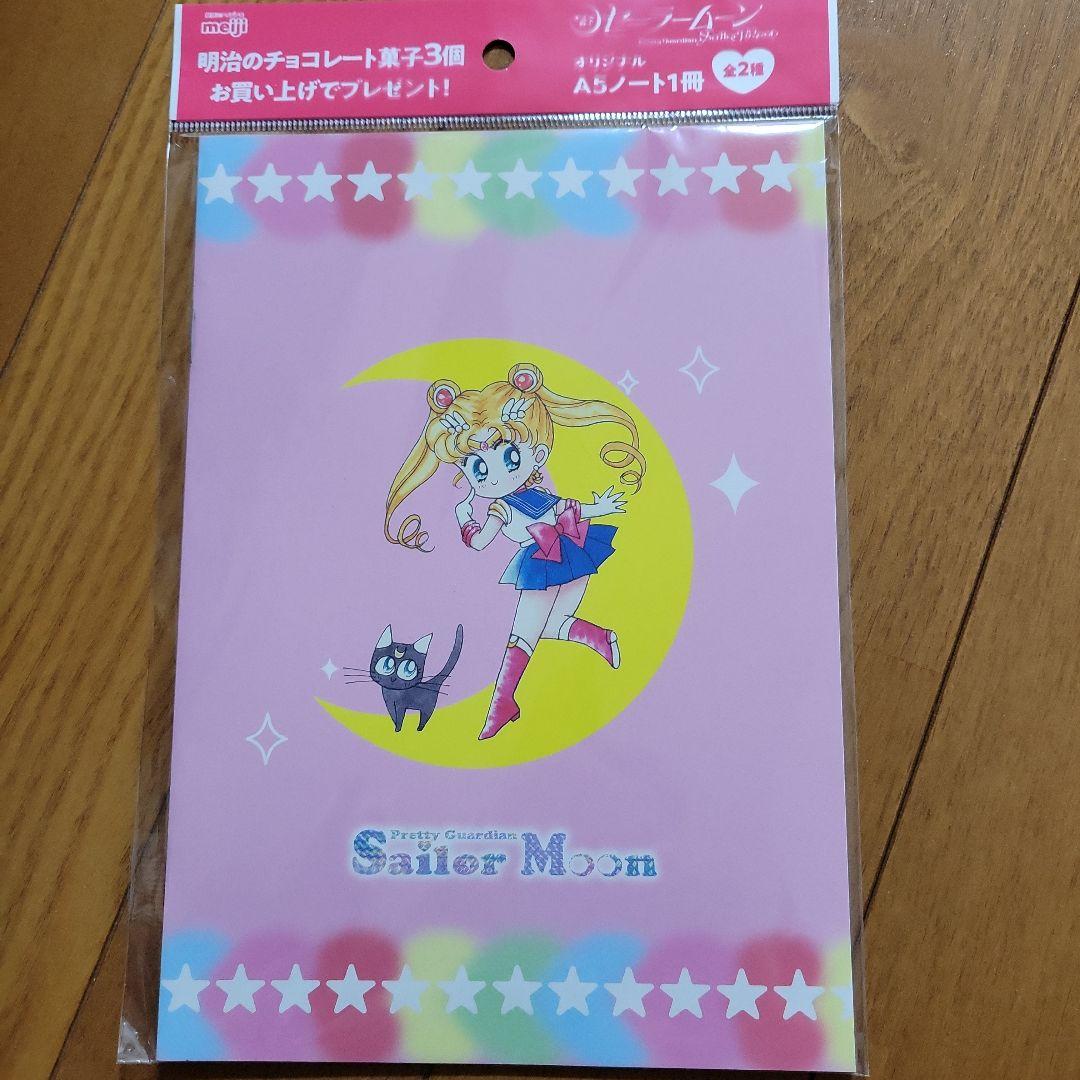 meiji
明治のチョコレート菓子3個
お買い上げでプレゼント!
セーラームーン
オリジナル
A5ノート1冊
全2種
Pretty Guardian
Sailor Moon